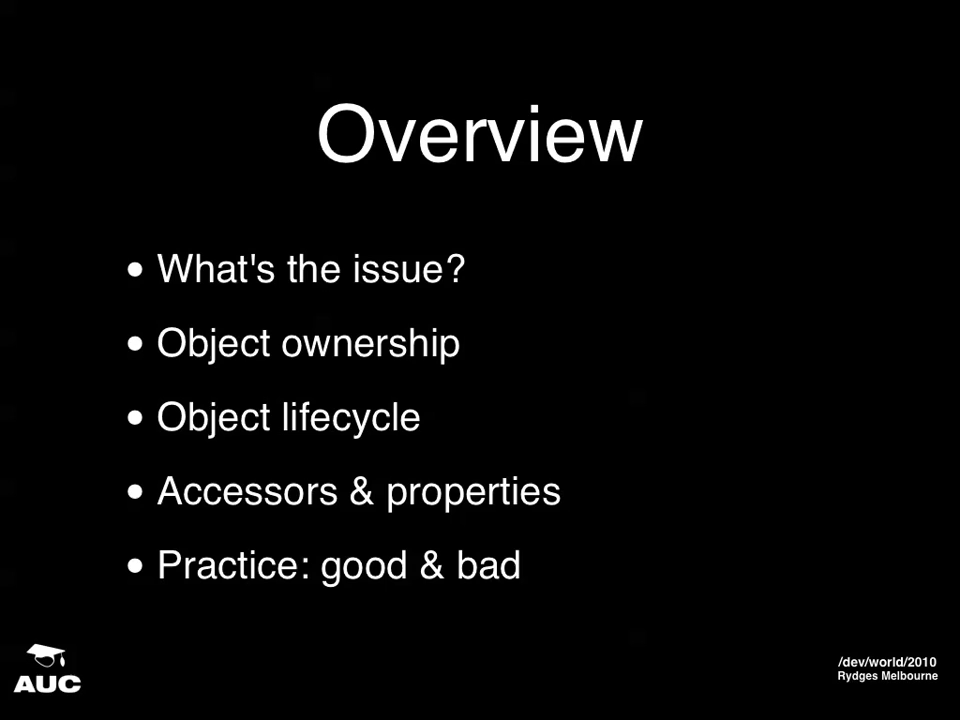 Overview
• What's the issue?
• Object ownership
• Object lifecycle
• Accessors & properties
• Practice: good & bad
AUC
/dev/world/2010
Rydges Melbourne